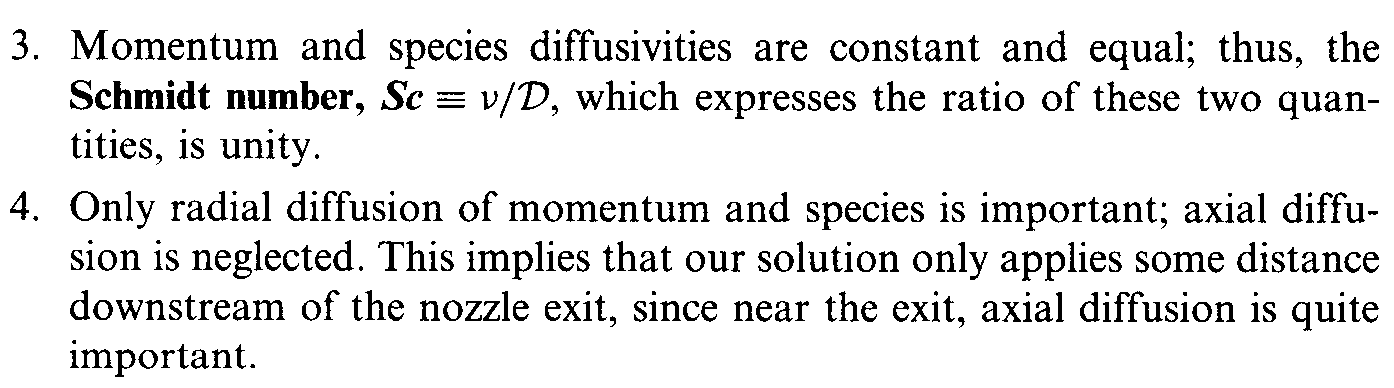 3. Momentum and species diffusivities are constant and equal; thus, the
Schmidt number, Sc ≡ ν/𝒟, which expresses the ratio of these two quan-
tities, is unity.
4. Only radial diffusion of momentum and species is important; axial diffu-
sion is neglected. This implies that our solution only applies some distance
downstream of the nozzle exit, since near the exit, axial diffusion is quite
important.